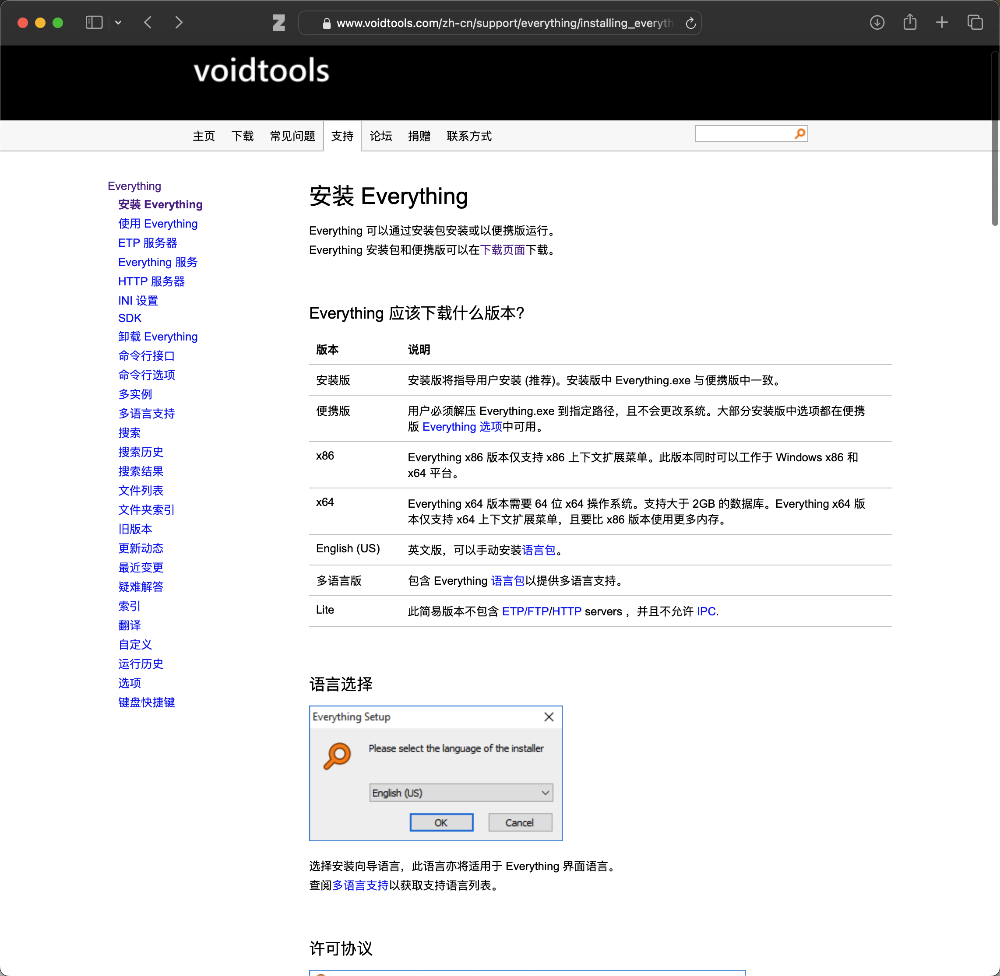 www.voidtools.com/zh-cn/support/everything/installing_everyth
voidtools
主页 下载 常见问题 支持 论坛 捐赠 联系方式
Everything
安装 Everything
使用 Everything
ETP 服务器
Everything 服务
HTTP 服务器
INI 设置
SDK
卸载 Everything
命令行接口
命令行选项
多实例
多语言支持
搜索
搜索历史
搜索结果
文件列表
文件夹索引
旧版本
更新动态
最近变更
疑难解答
索引
翻译
自定义
运行历史
选项
键盘快捷键
安装 Everything
Everything 可以通过安装包安装或以便携版运行。
Everything 安装包和便携版可以在下载页面下载。
Everything 应该下载什么版本?
版本 说明
安装版 安装版将指导用户安装 (推荐)。安装版中 Everything.exe 与便携版中一致。
便携版 用户必须解压 Everything.exe 到指定路径，且不会更改系统。大部分安装版中选项都在便携
版 Everything 选项中可用。
x86 Everything x86 版本仅支持 x86 上下文扩展菜单。此版本同时可以工作于 Windows x86 和
x64 平台。
x64 Everything x64 版本需要 64 位 x64 操作系统。支持大于 2GB 的数据库。Everything x64 版
本仅支持 x64 上下文扩展菜单，且要比 x86 版本使用更多内存。
English (US) 英文版，可以手动安装语言包。
多语言版 包含 Everything 语言包以提供多语言支持。
Lite 此简易版本不包含 ETP/FTP/HTTP servers ，并且不允许 IPC.
语言选择
Everything Setup
Please select the language of the installer
English (US)
OK Cancel
选择安装向导语言，此语言亦将适用于 Everything 界面语言。
查阅多语言支持以获取支持语言列表。
许可协议